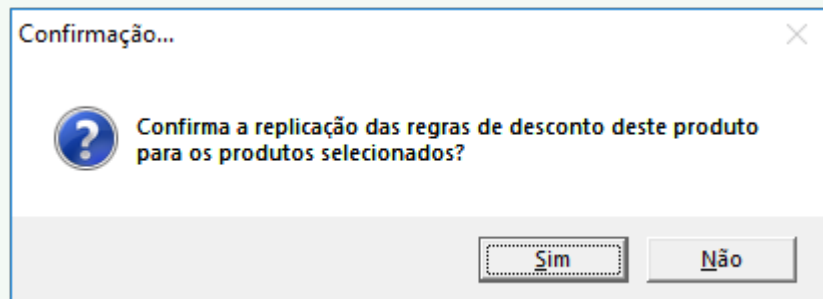 Confirmação...
Confirma a replicação das regras de desconto deste produto
para os produtos selecionados?
Sim
Não